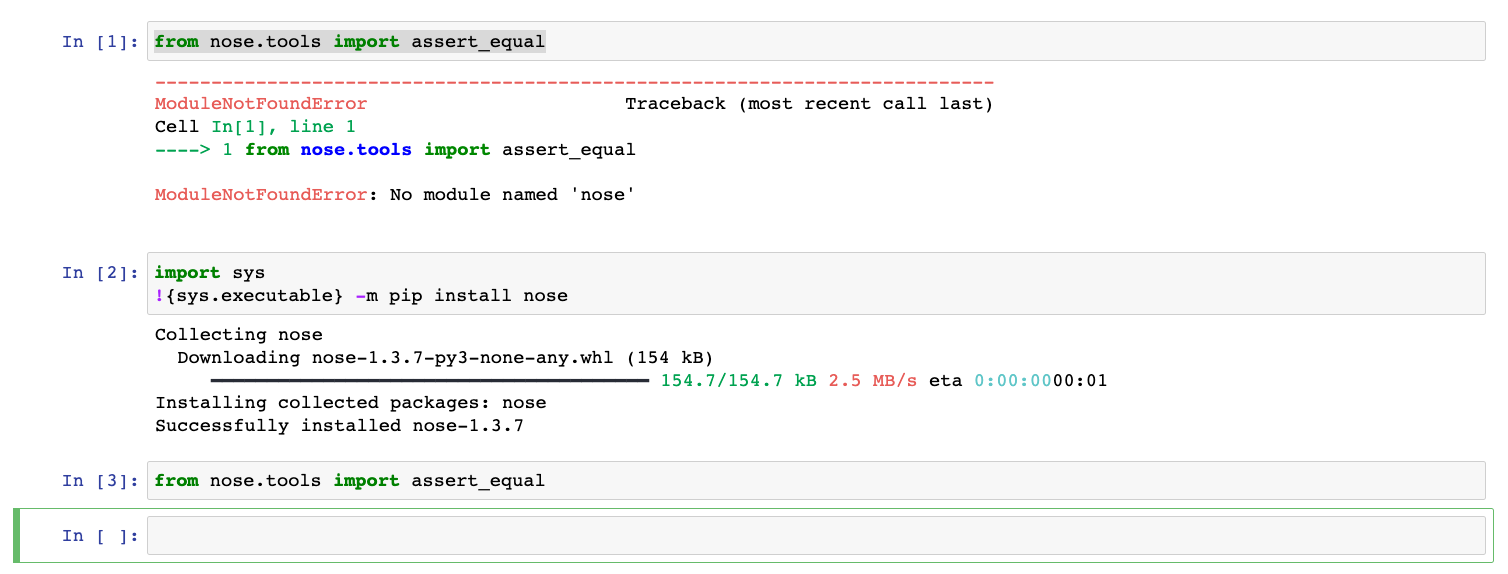 In [1]: from nose.tools import assert_equal
---------------------------------------------------------------------------
ModuleNotFoundError                       Traceback (most recent call last)
Cell In[1], line 1
----> 1 from nose.tools import assert_equal
ModuleNotFoundError: No module named 'nose'
In [2]: import sys
!{sys.executable} -m pip install nose
Collecting nose
  Downloading nose-1.3.7-py3-none-any.whl (154 kB)
154.7/154.7 kB 2.5 MB/s eta 0:00:0000:01
Installing collected packages: nose
Successfully installed nose-1.3.7
In [3]: from nose.tools import assert_equal
In [ ]: